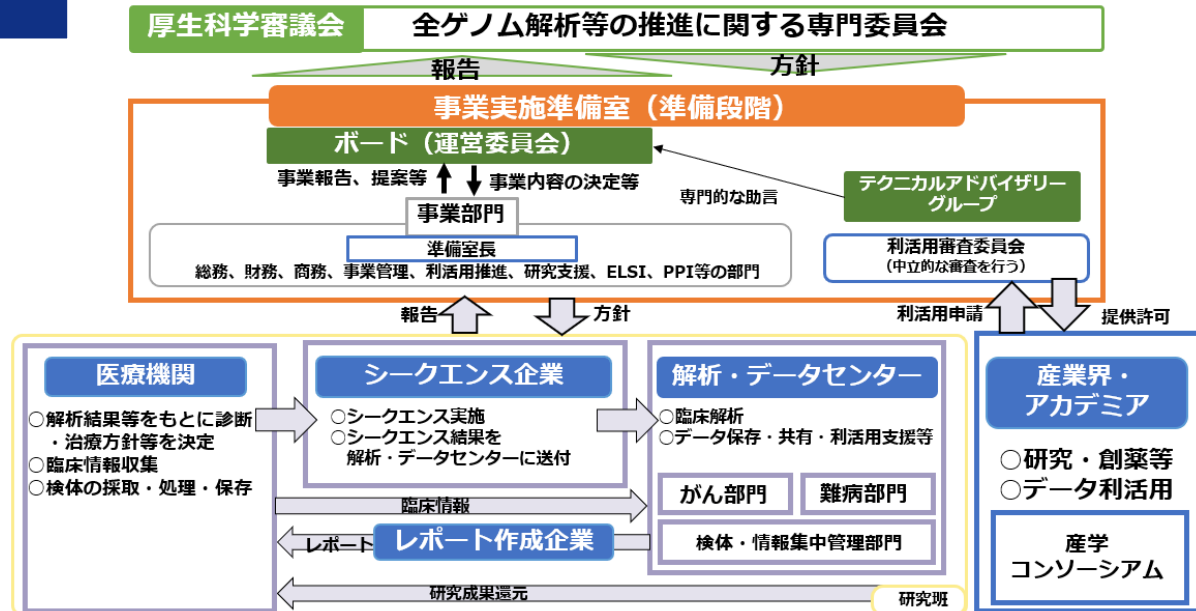 厚生科学審議会 全ゲノム解析等の推進に関する専門委員会
報告
方針
事業実施準備室（準備段階）
ボード（運営委員会）
事業報告、提案等
事業内容の決定等
専門的な助言
テクニカルアドバイザリー
グループ
事業部門
準備室長
総務、財務、商務、事業管理、利活用推進、研究支援、ELSI、PPI等の部門
利活用審査委員会
（中立的な審査を行う）
報告
方針
利活用申請
提供許可
医療機関
○解析結果等をもとに診断
・治療方針等を決定
○臨床情報収集
○検体の採取・処理・保存
シークエンス企業
○シークエンス実施
○シークエンス結果を
解析・データセンターに送付
解析・データセンター
○臨床解析
○データ保存・共有・利活用支援等
がん部門
難病部門
検体・情報集中管理部門
臨床情報
レポート
レポート作成企業
研究成果還元
研究班
産業界・
アカデミア
○研究・創薬等
○データ利活用
産学
コンソーシアム